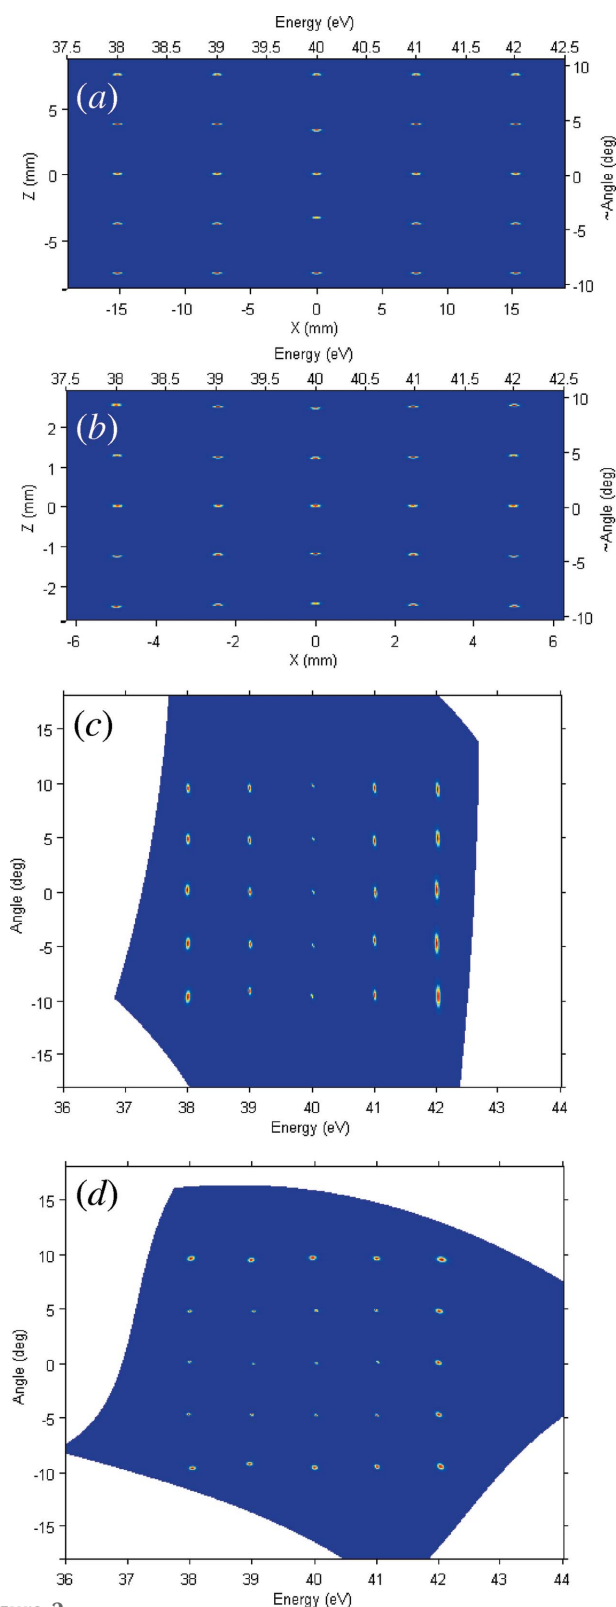 Energy (eV)
37.5 38 38.5 39 39.5 40 40.5 41 41.5 42 42.5
(a)
10
5
0
-5
-10
5
0
-5
Z (mm)
~Angle (deg)
-15 -10 -5 0 5 10 15
X (mm)
Energy (eV)
37.5 38 38.5 39 39.5 40 40.5 41 41.5 42 42.5
(b)
10
5
0
-5
-10
2
1
0
-1
-2
Z (mm)
~Angle (deg)
-6 -4 -2 0 2 4 6
X (mm)
(c)
15
10
5
0
-5
-10
-15
Angle (deg)
36 37 38 39 40 41 42 43 44
Energy (eV)
(d)
15
10
5
0
-5
-10
-15
Angle (deg)
36 37 38 39 40 41 42 43 44
Energy (eV)